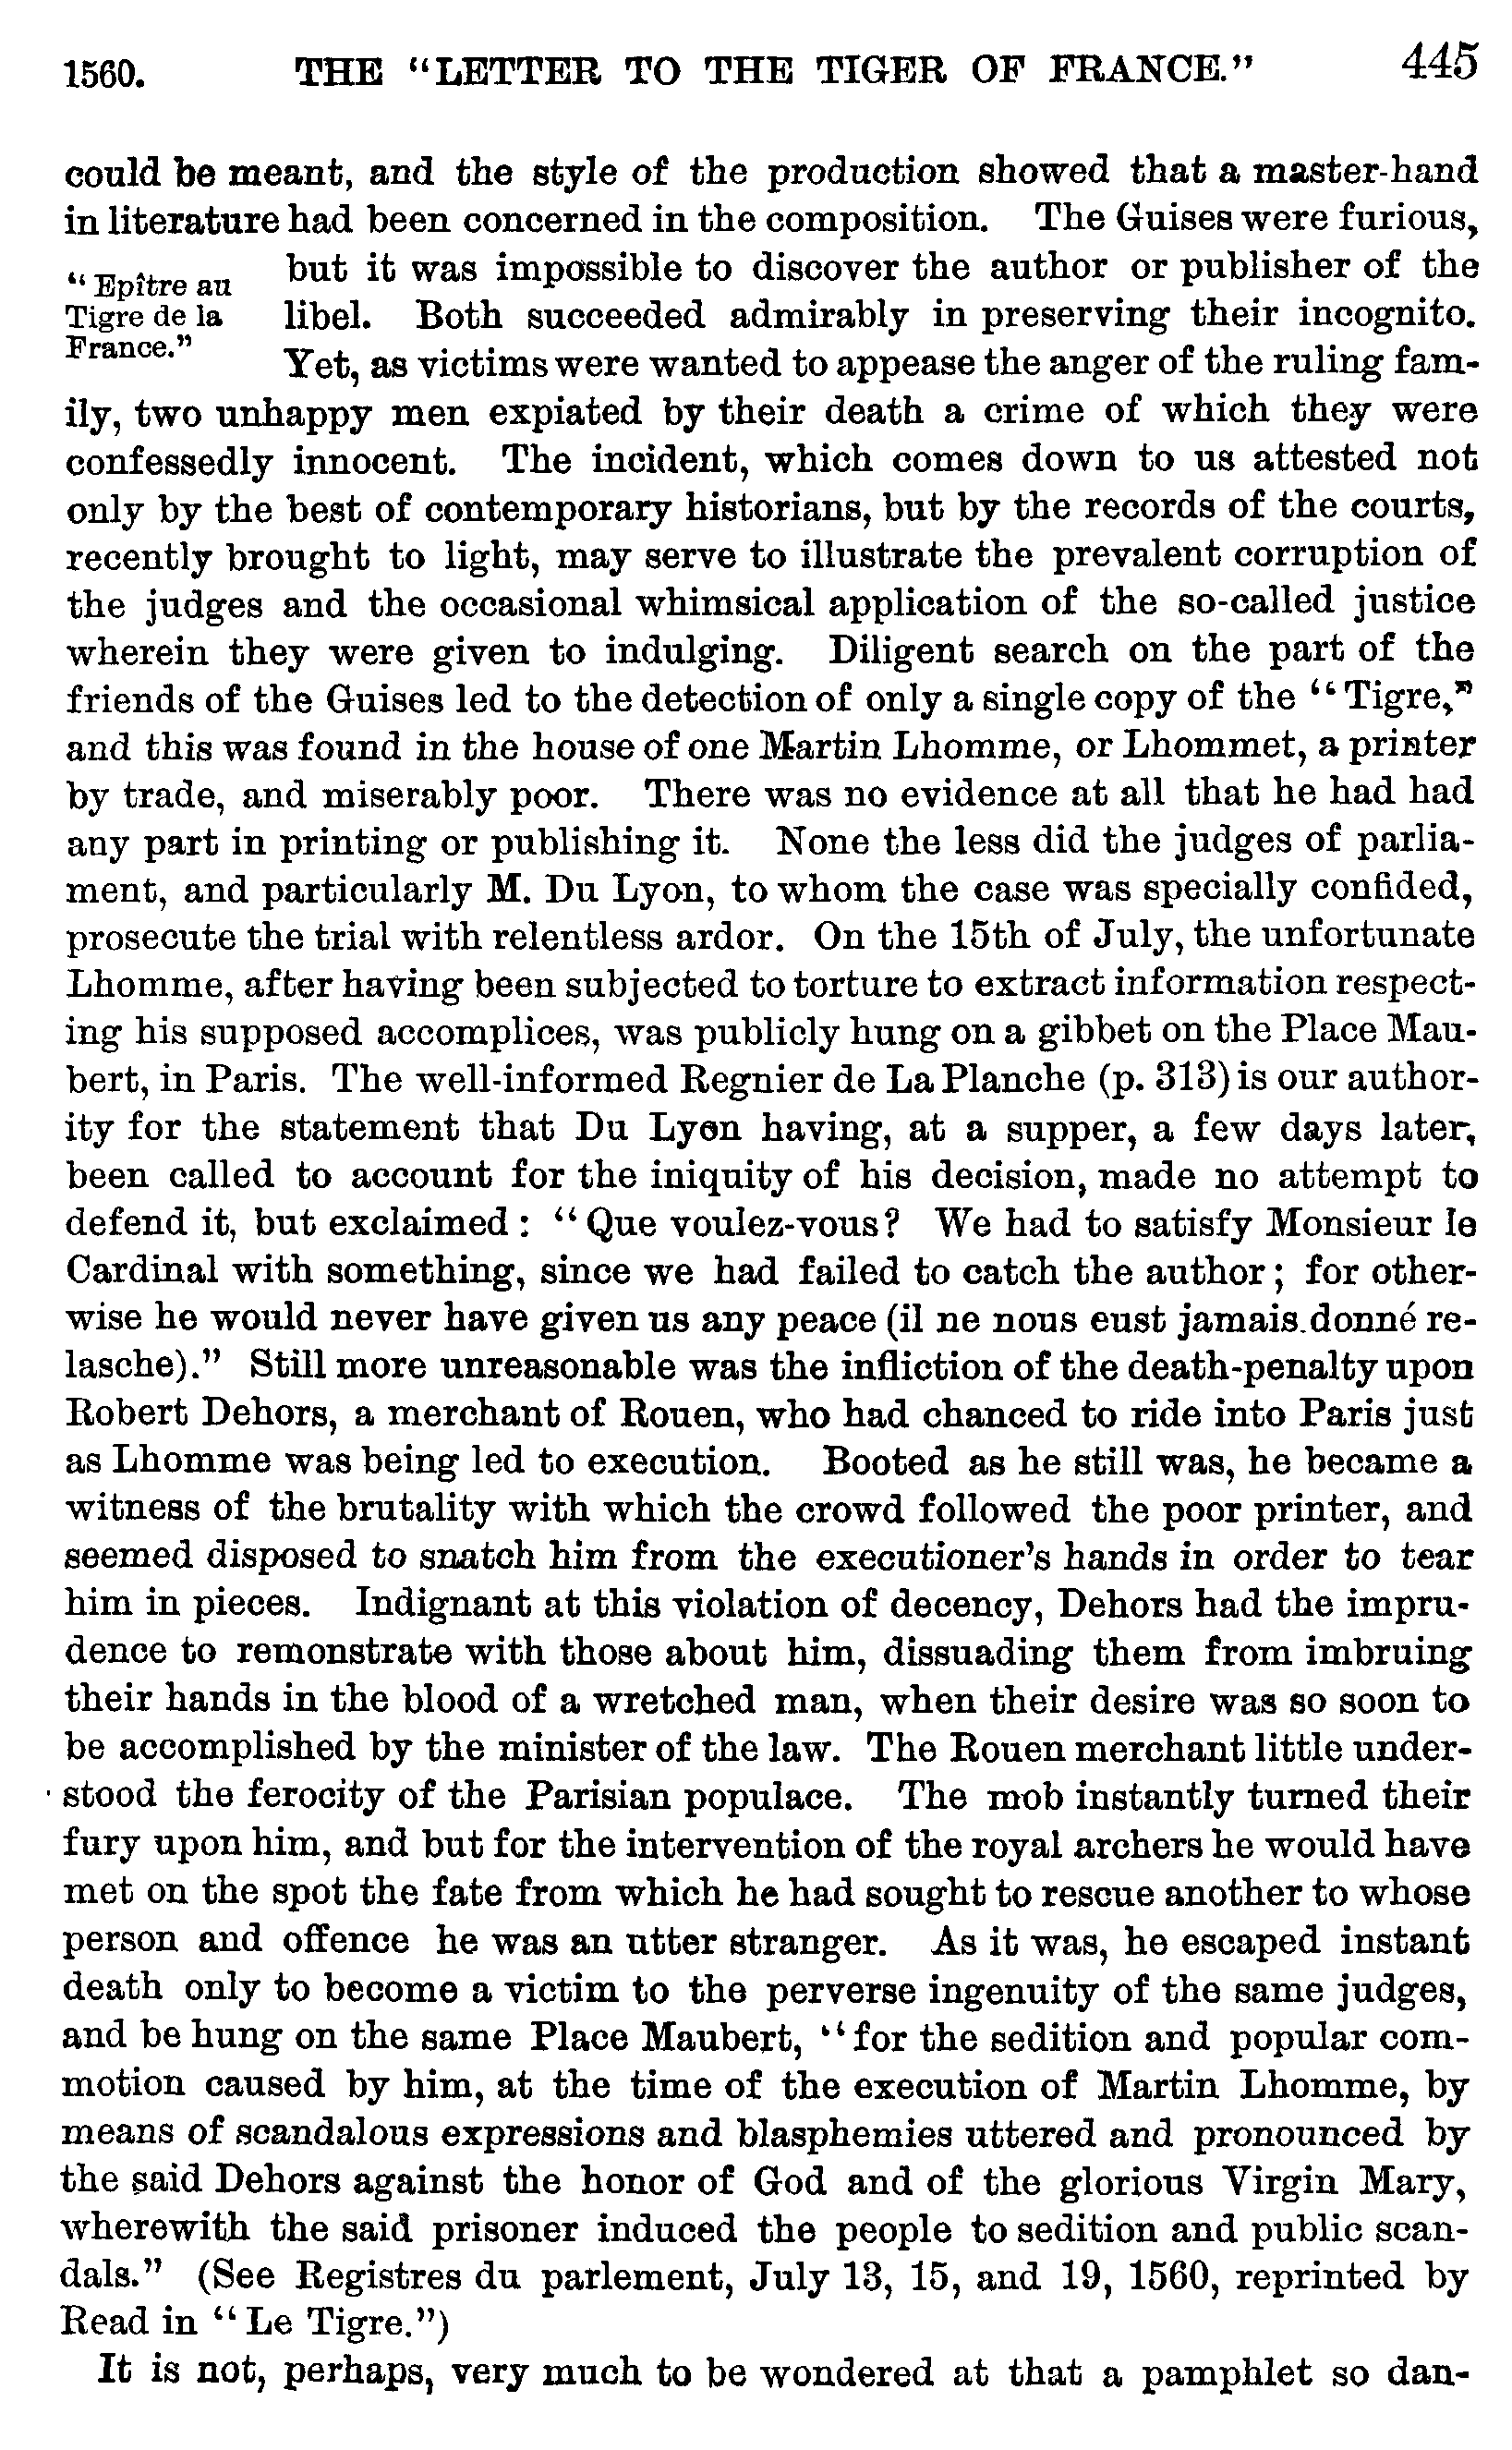 1560. THE "LETTER TO THE TIGER OF FRANCE." 445
could be meant, and the style of the production showed that a master-hand
in literature had been concerned in the composition. The Guises were furious,
"Epître au
Tigre de la
France."
but it was impossible to discover the author or publisher of the
libel. Both succeeded admirably in preserving their incognito.
Yet, as victims were wanted to appease the anger of the ruling fam-
ily, two unhappy men expiated by their death a crime of which they were
confessedly innocent. The incident, which comes down to us attested not
only by the best of contemporary historians, but by the records of the courts,
recently brought to light, may serve to illustrate the prevalent corruption of
the judges and the occasional whimsical application of the so-called justice
wherein they were given to indulging. Diligent search on the part of the
friends of the Guises led to the detection of only a single copy of the "Tigre,"
and this was found in the house of one Martin Lhomme, or Lhommet, a printer
by trade, and miserably poor. There was no evidence at all that he had had
any part in printing or publishing it. None the less did the judges of parlia-
ment, and particularly M. Du Lyon, to whom the case was specially confided,
prosecute the trial with relentless ardor. On the 15th of July, the unfortunate
Lhomme, after having been subjected to torture to extract information respect-
ing his supposed accomplices, was publicly hung on a gibbet on the Place Mau-
bert, in Paris. The well-informed Regnier de La Planche (p. 313) is our author-
ity for the statement that Du Lyon having, at a supper, a few days later,
been called to account for the iniquity of his decision, made no attempt to
defend it, but exclaimed: "Que voulez-vous? We had to satisfy Monsieur le
Cardinal with something, since we had failed to catch the author; for other-
wise he would never have given us any peace (il ne nous eust jamais donné re-
lasche)." Still more unreasonable was the infliction of the death-penalty upon
Robert Dehors, a merchant of Rouen, who had chanced to ride into Paris just
as Lhomme was being led to execution. Booted as he still was, he became a
witness of the brutality with which the crowd followed the poor printer, and
seemed disposed to snatch him from the executioner's hands in order to tear
him in pieces. Indignant at this violation of decency, Dehors had the impru-
dence to remonstrate with those about him, dissuading them from imbruing
their hands in the blood of a wretched man, when their desire was so soon to
be accomplished by the minister of the law. The Rouen merchant little under-
stood the ferocity of the Parisian populace. The mob instantly turned their
fury upon him, and but for the intervention of the royal archers he would have
met on the spot the fate from which he had sought to rescue another to whose
person and offence he was an utter stranger. As it was, he escaped instant
death only to become a victim to the perverse ingenuity of the same judges,
and be hung on the same Place Maubert, "for the sedition and popular com-
motion caused by him, at the time of the execution of Martin Lhomme, by
means of scandalous expressions and blasphemies uttered and pronounced by
the said Dehors against the honor of God and of the glorious Virgin Mary,
wherewith the said prisoner induced the people to sedition and public scan-
dals." (See Registres du parlement, July 13, 15, and 19, 1560, reprinted by
Read in "Le Tigre.")
It is not, perhaps, very much to be wondered at that a pamphlet so dan-